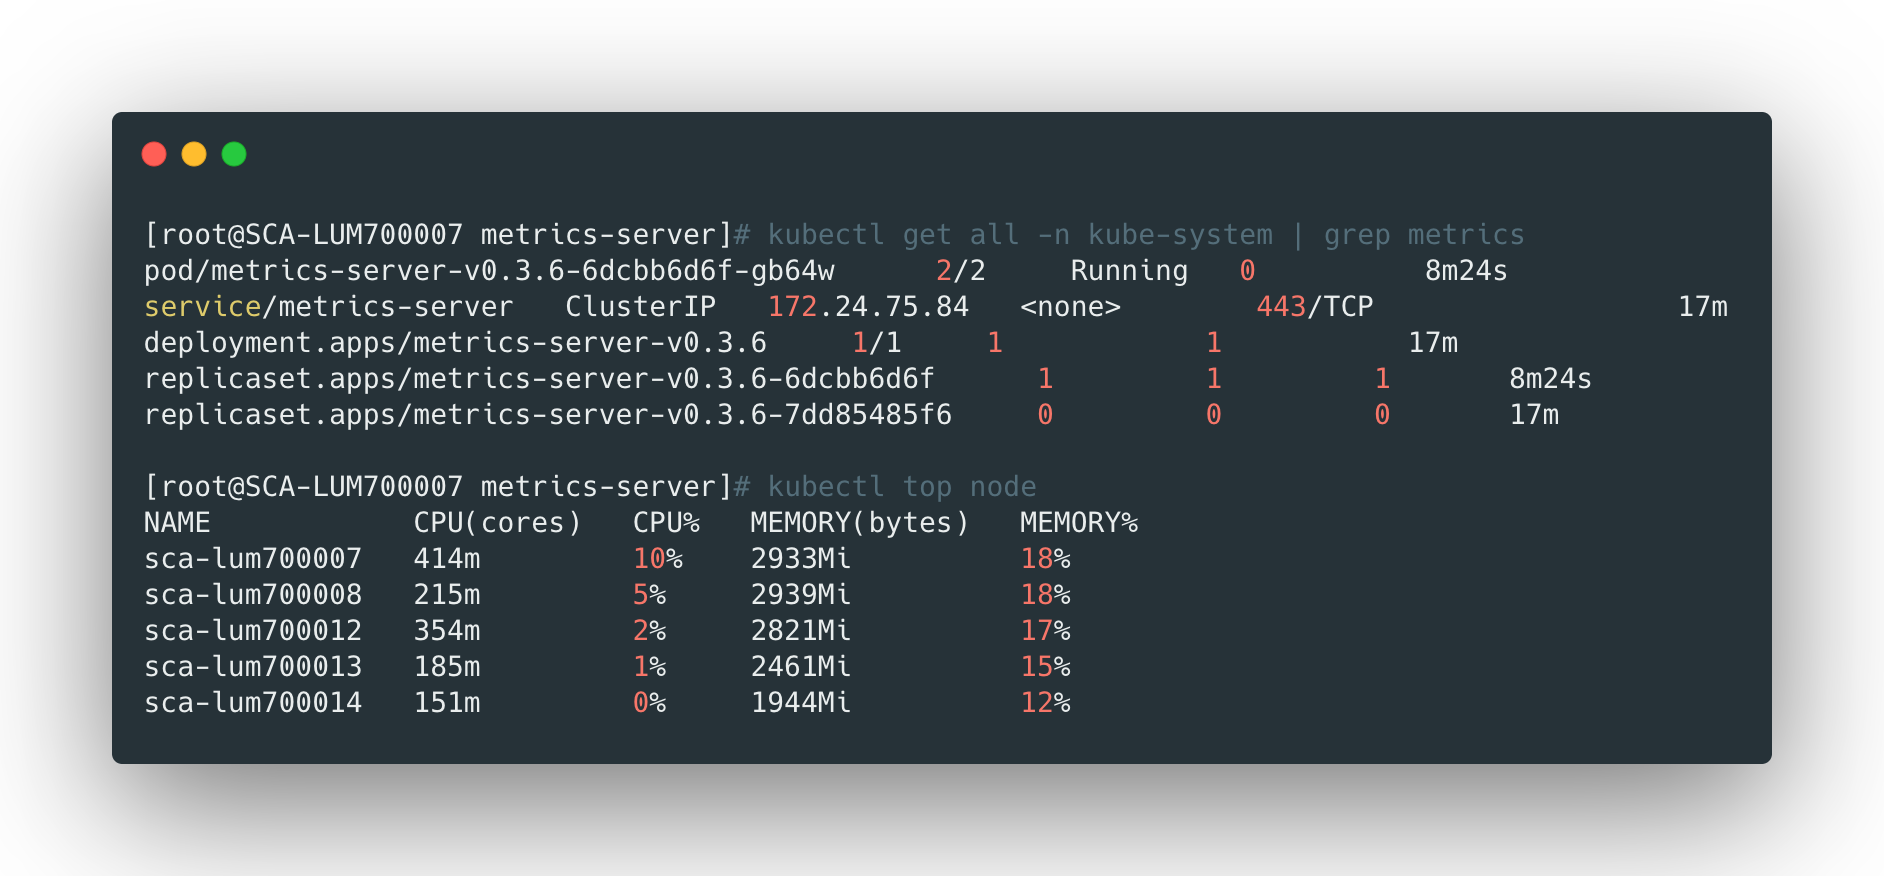 [root@SCA-LUM700007 metrics-server]# kubectl get all -n kube-system | grep metrics
pod/metrics-server-v0.3.6-6dcbb6d6f-gb64w      2/2     Running   0          8m24s
service/metrics-server   ClusterIP   172.24.75.84   <none>        443/TCP                  17m
deployment.apps/metrics-server-v0.3.6     1/1     1            1           17m
replicaset.apps/metrics-server-v0.3.6-6dcbb6d6f      1         1         1       8m24s
replicaset.apps/metrics-server-v0.3.6-7dd85485f6     0         0         0       17m
[root@SCA-LUM700007 metrics-server]# kubectl top node
NAME            CPU(cores)   CPU%   MEMORY(bytes)   MEMORY%
sca-lum700007   414m         10%    2933Mi          18%
sca-lum700008   215m         5%     2939Mi          18%
sca-lum700012   354m         2%     2821Mi          17%
sca-lum700013   185m         1%     2461Mi          15%
sca-lum700014   151m         0%     1944Mi          12%